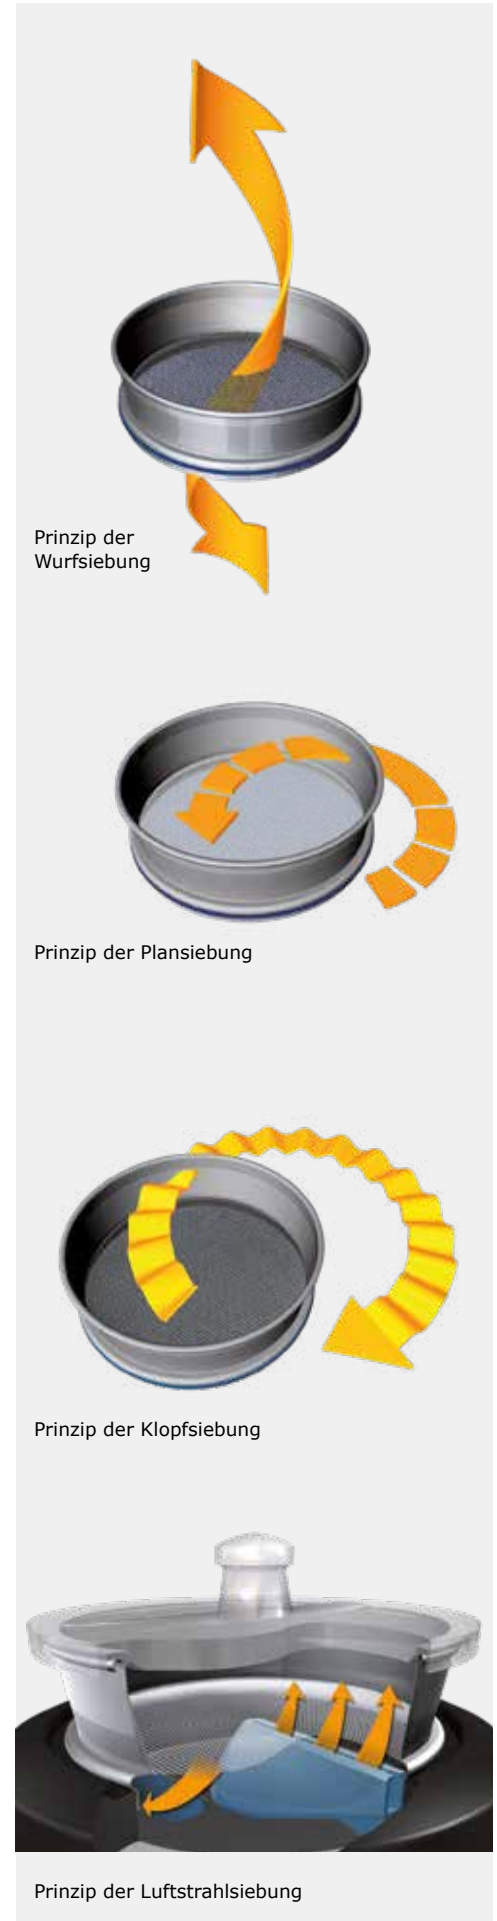 Prinzip der
Wurfsiebung
Prinzip der Plansiebung
Prinzip der Klopfsiebung
Prinzip der Luftstrahlsiebung